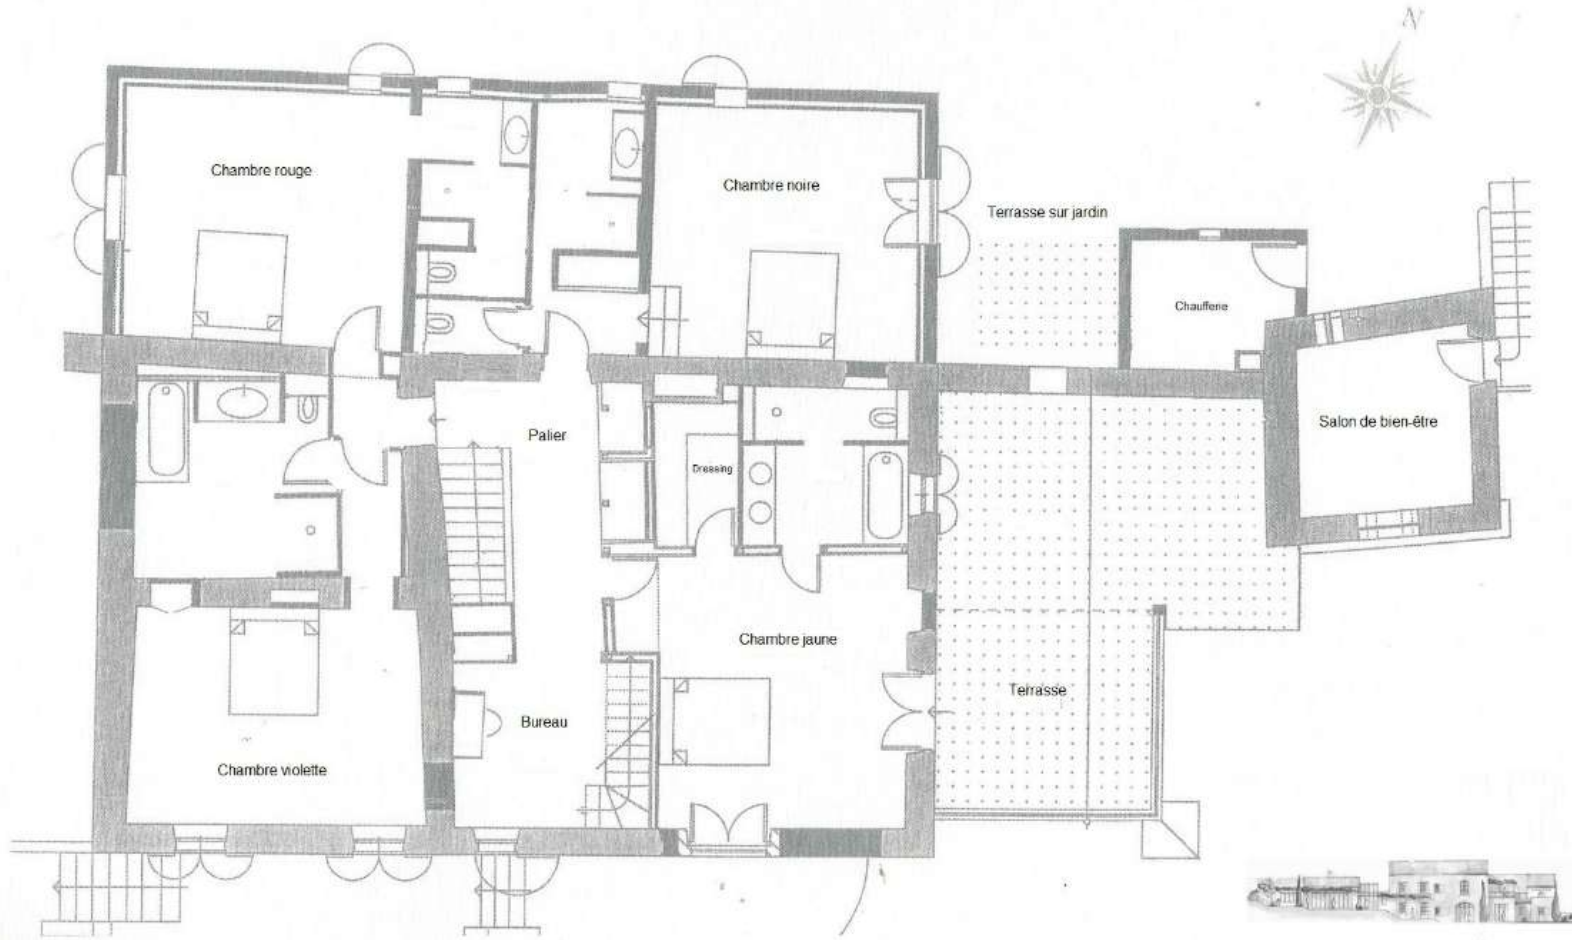 N
Chambre rouge
Chambre noire
Terrasse sur jardin
Chaufferie
Salon de bien-être
Palier
Dressing
Chambre jaune
Terrasse
Bureau
Chambre violette